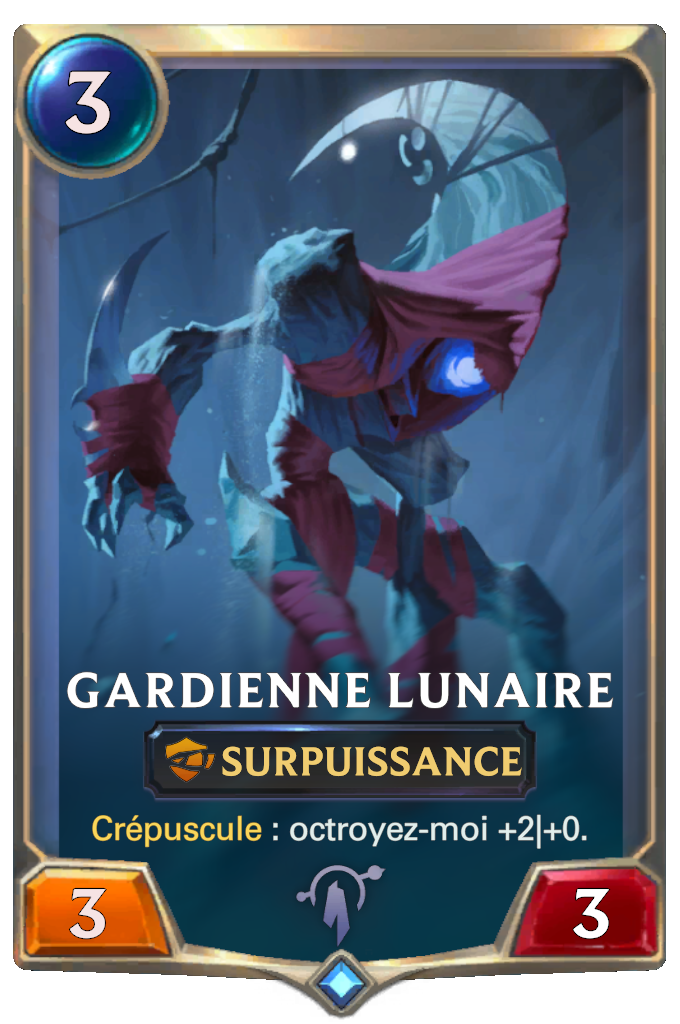 3
GARDIENNE LUNAIRE
SURPUISSANCE
Crépuscule : octroyez-moi +2|+0.
3
3